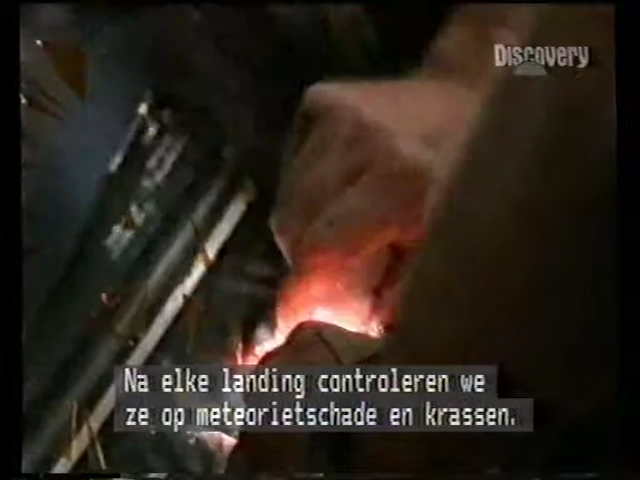 Discovery
Na elke landing controleren we
ze op meteorietschade en krassen.